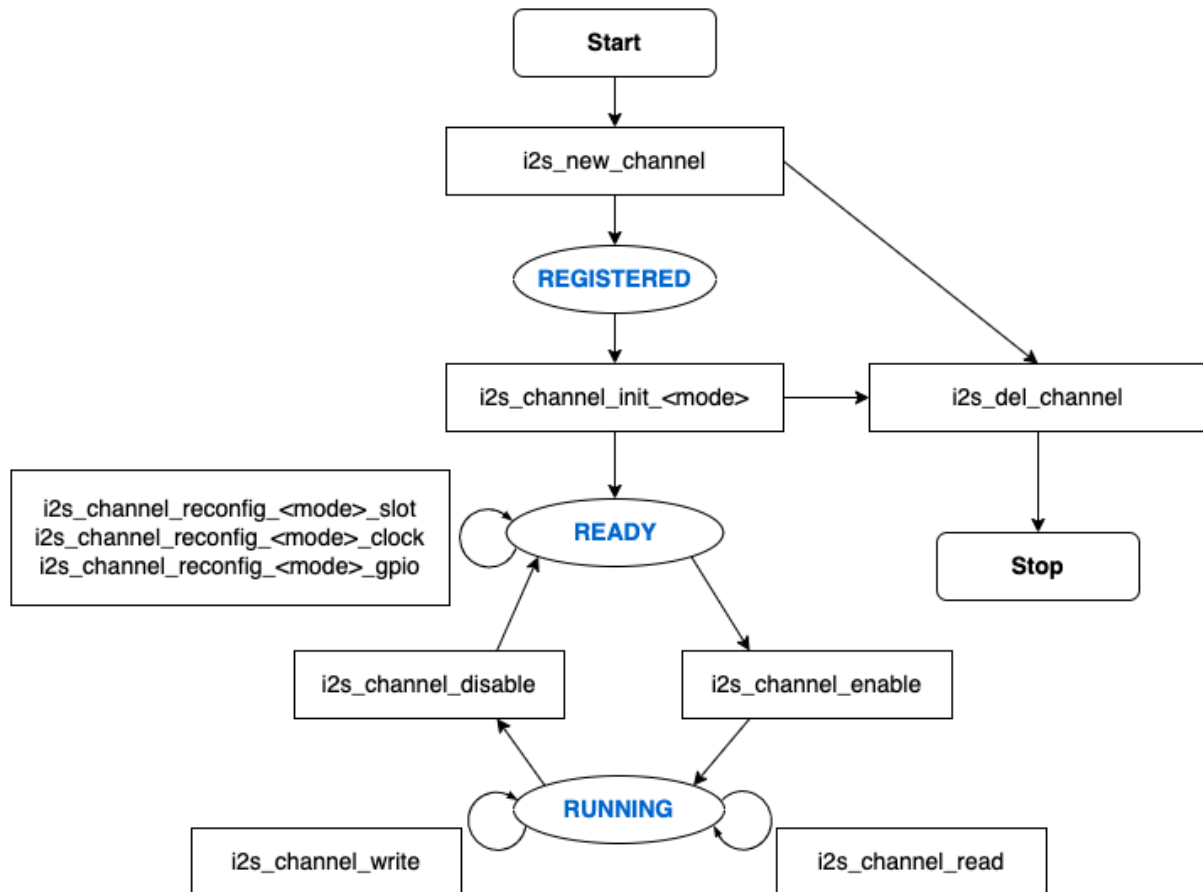 Start
i2s_new_channel
REGISTERED
i2s_channel_init_<mode>
i2s_del_channel
i2s_channel_reconfig_<mode>_slot
i2s_channel_reconfig_<mode>_clock
i2s_channel_reconfig_<mode>_gpio
READY
Stop
i2s_channel_disable
i2s_channel_enable
RUNNING
i2s_channel_write
i2s_channel_read